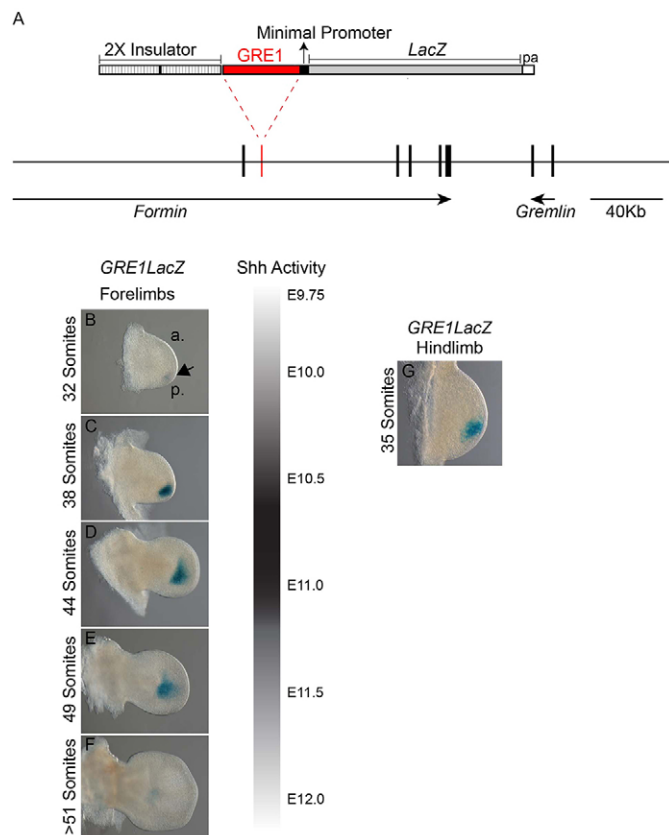 A
Minimal Promoter
2X Insulator
GRE1
LacZ
pa
Formin
Gremlin
40Kb
GRE1LacZ
Forelimbs
Shh Activity
B
a.
p.
32 Somites
C
38 Somites
D
44 Somites
E
49 Somites
F
>51 Somites
E9.75
E10.0
E10.5
E11.0
E11.5
E12.0
GRE1LacZ
Hindlimb
G
35 Somites